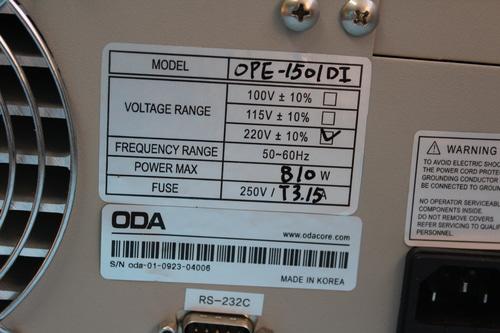 MODEL OPE-1501DI
VOLTAGE RANGE
100V ± 10%
115V ± 10%
220V ± 10%
FREQUENCY RANGE 50~60Hz
POWER MAX 810 W
FUSE 250V / T3.15A
ODA www.odacore.com
S/N oda-01-0923-04006 MADE IN KOREA
RS-232C
WARNING
TO AVOID ELECTRIC SHOC
THE POWER CORD PROTEC
GROUNDING CONDUCTOR
BE CONNECTED TO GROUN
NO OPERATOR SERVICEABL
COMPONENTS INSIDE.
DO NOT REMOVE COVERS
REFER SERVICING TO QUALIF